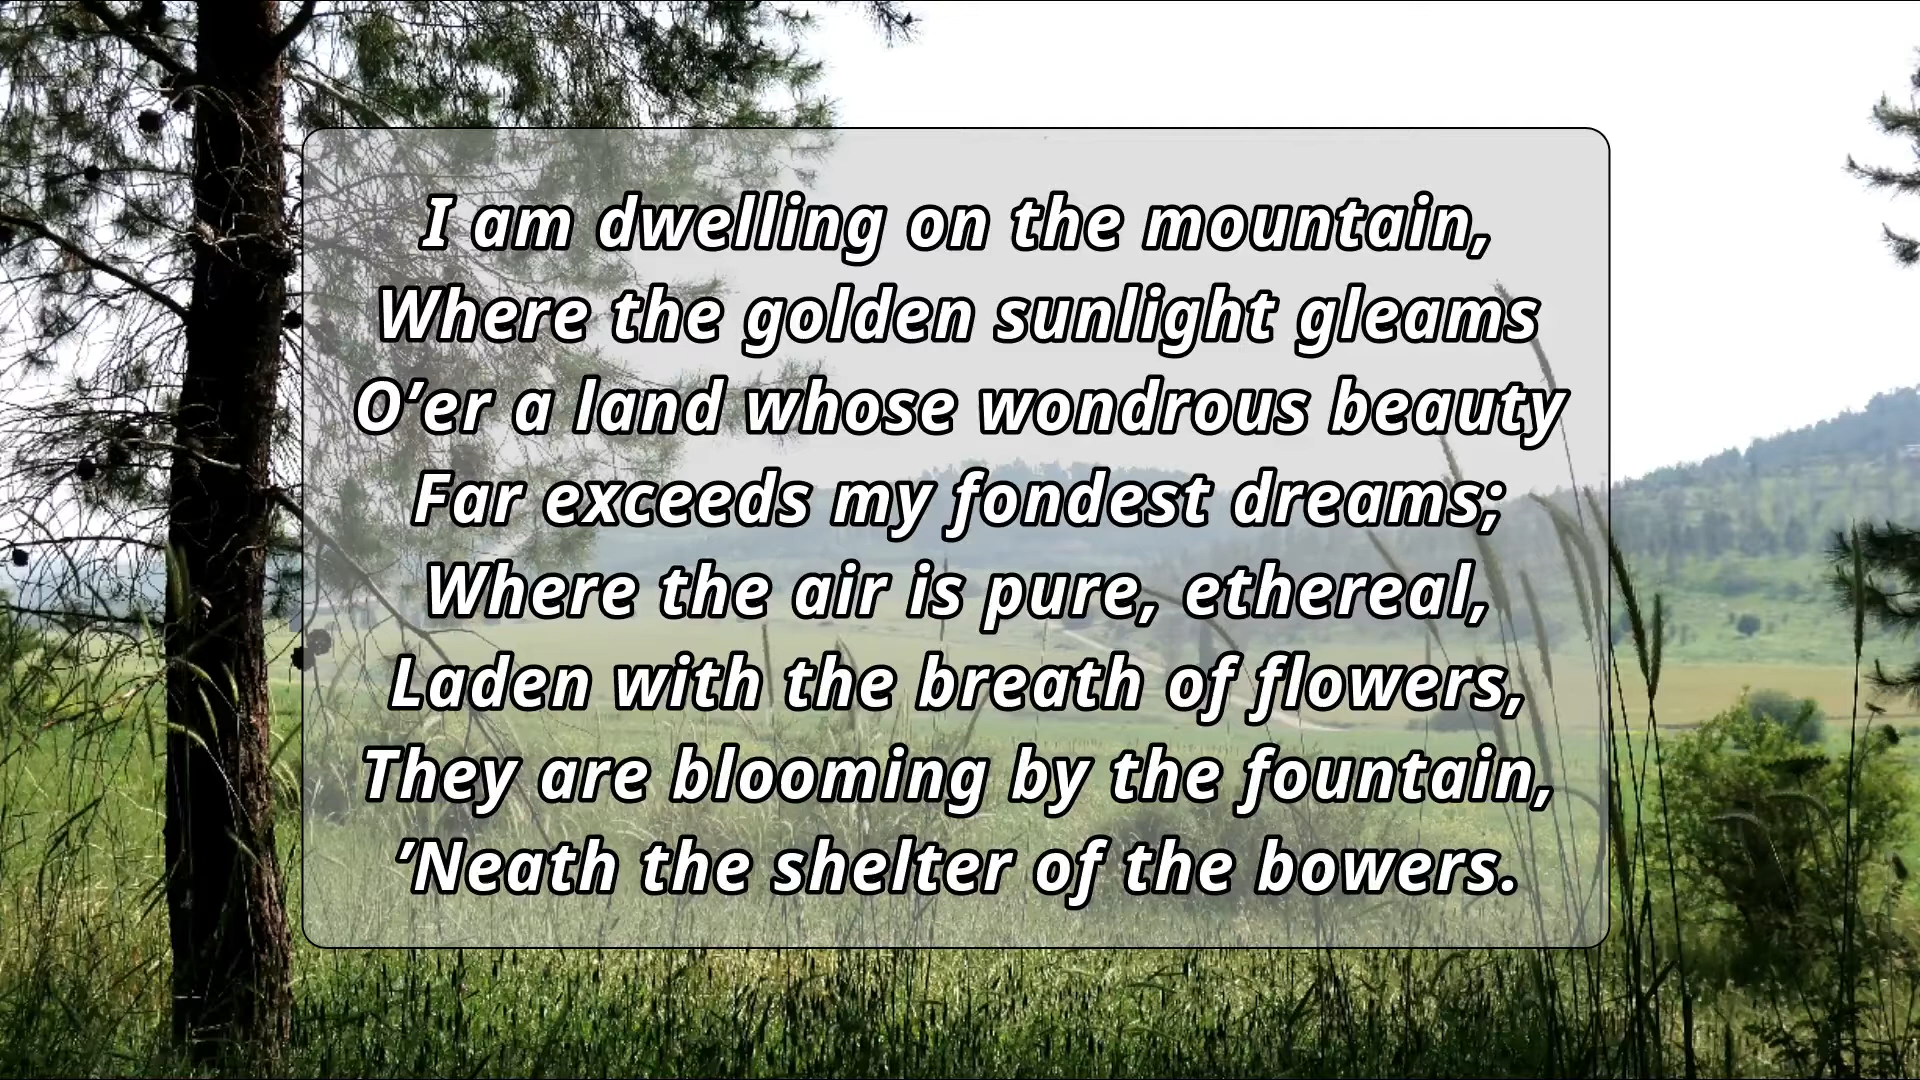 I am dwelling on the mountain,
Where the golden sunlight gleams
O’er a land whose wondrous beauty
Far exceeds my fondest dreams;
Where the air is pure, ethereal,
Laden with the breath of flowers,
They are blooming by the fountain,
’Neath the shelter of the bowers.